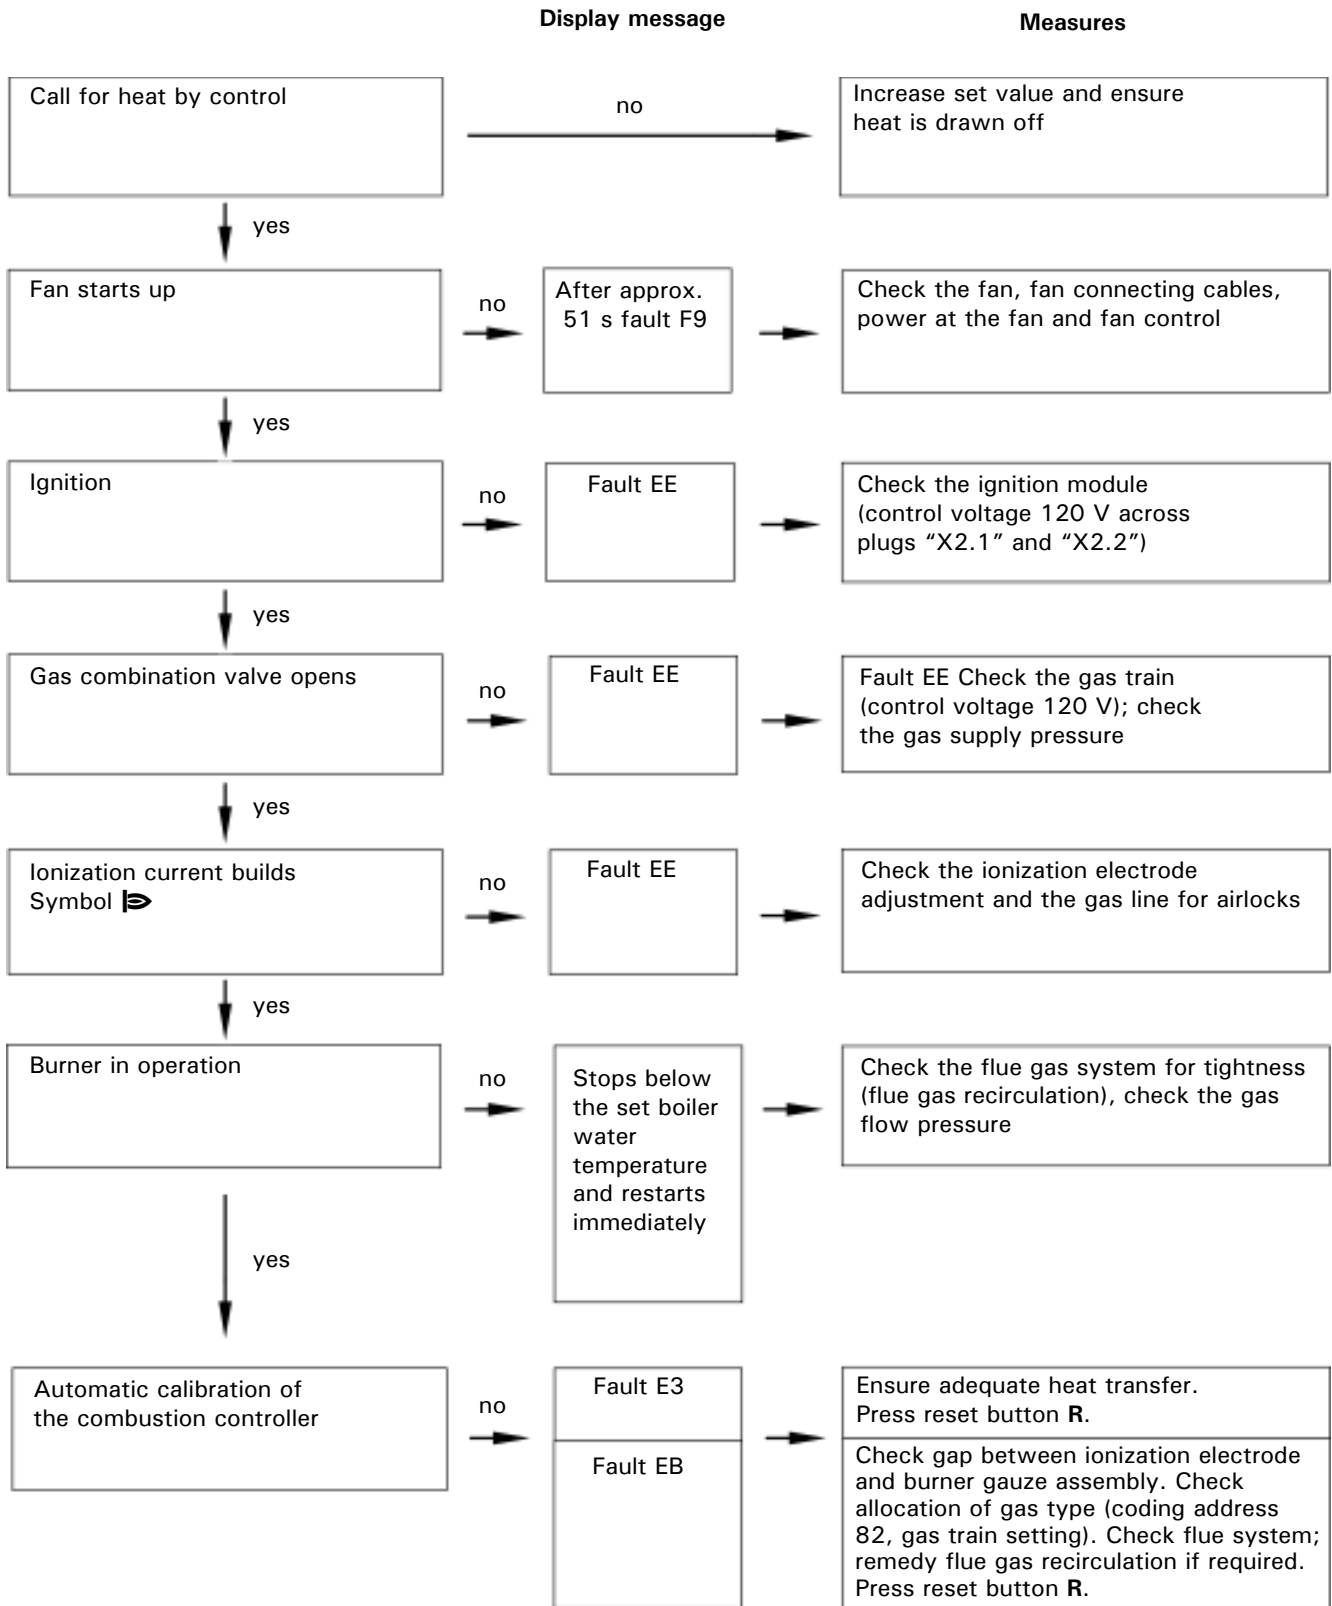 Display message
Measures
Call for heat by control
no
Increase set value and ensure
heat is drawn off
yes
Fan starts up
no
After approx.
51 s fault F9
Check the fan, fan connecting cables,
power at the fan and fan control
yes
Ignition
no
Fault EE
Check the ignition module
(control voltage 120 V across
plugs “X2.1” and “X2.2”)
yes
Gas combination valve opens
no
Fault EE
Fault EE Check the gas train
(control voltage 120 V); check
the gas supply pressure
yes
Ionization current builds
Symbol
no
Fault EE
Check the ionization electrode
adjustment and the gas line for airlocks
yes
Burner in operation
no
Stops below
the set boiler
water
temperature
and restarts
immediately
Check the flue gas system for tightness
(flue gas recirculation), check the gas
flow pressure
yes
Automatic calibration of
the combustion controller
no
Fault E3
Ensure adequate heat transfer.
Press reset button R.
Fault EB
Check gap between ionization electrode
and burner gauze assembly. Check
allocation of gas type (coding address
82, gas train setting). Check flue system;
remedy flue gas recirculation if required.
Press reset button R.